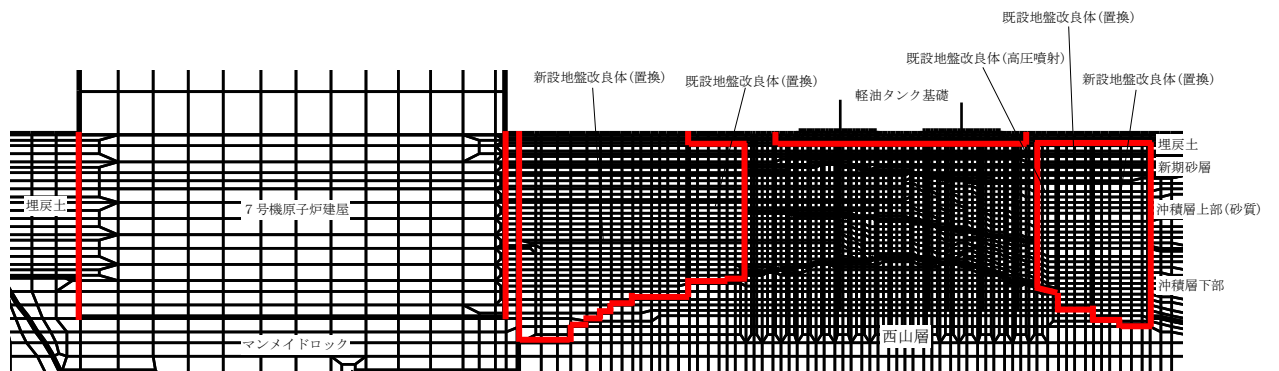 既設地盤改良体(置換)
既設地盤改良体(高圧噴射)
新設地盤改良体(置換)
既設地盤改良体(置換)
新設地盤改良体(置換)
軽油タンク基礎
埋戻土
新期砂層
埋戻土
７号機原子炉建屋
沖積層上部(砂質)
沖積層下部
マンメイドロック
西山層